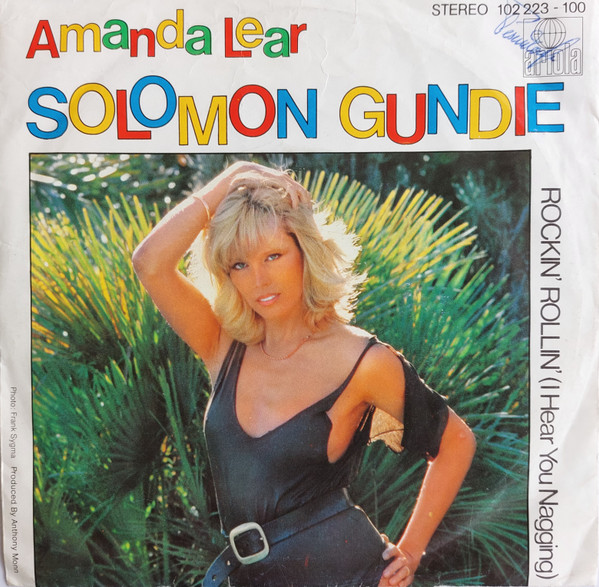 Amanda Lear
STEREO 102 223 - 100
ariola
SOLOMON GUNDIE
ROCKIN' ROLLIN' (I Hear You Nagging)
Photo: Frank Sygma Produced By Anthony Monn